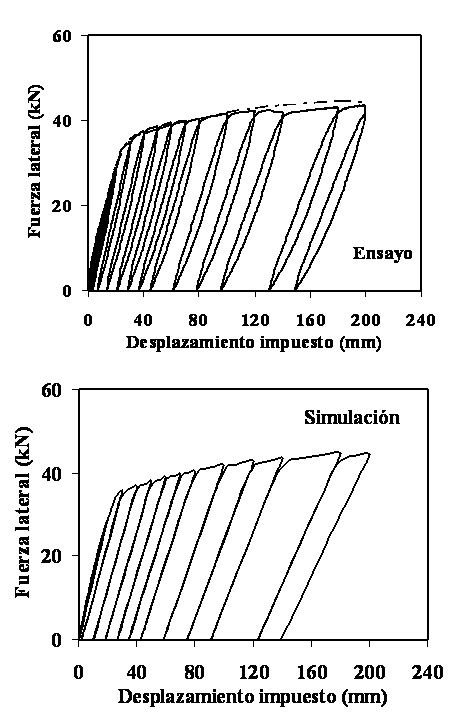 60
40
20
0
Fuerza lateral (kN)
Ensayo
0 40 80 120 160 200 240
Desplazamiento impuesto (mm)
60
40
20
0
Fuerza lateral (kN)
Simulación
0 40 80 120 160 200 240
Desplazamiento impuesto (mm)